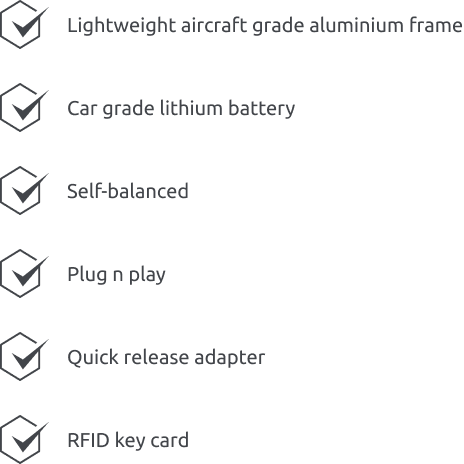 Lightweight aircraft grade aluminium frame
Car grade lithium battery
Self-balanced
Plug n play
Quick release adapter
RFID key card